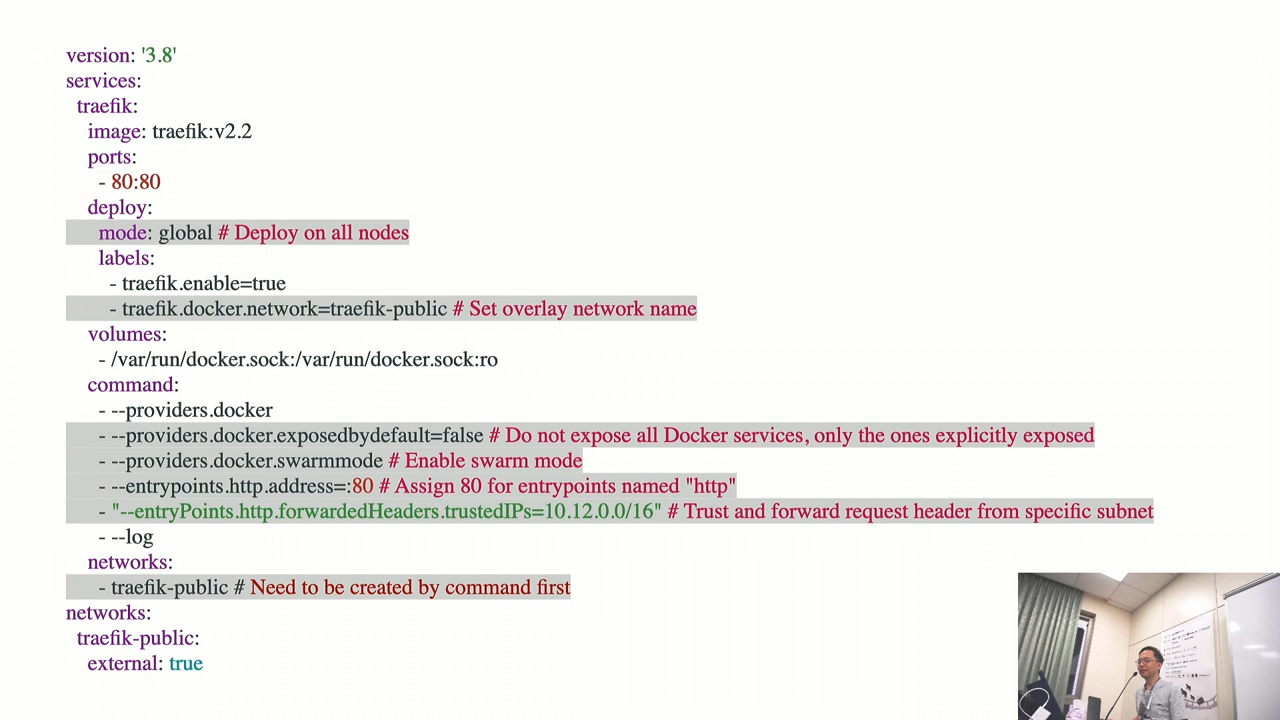 version: '3.8'
services:
traefik:
image: traefik:v2.2
ports:
- 80:80
deploy:
mode: global # Deploy on all nodes
labels:
- traefik.enable=true
- traefik.docker.network=traefik-public # Set overlay network name
volumes:
- /var/run/docker.sock:/var/run/docker.sock:ro
command:
- --providers.docker
- --providers.docker.exposedbydefault=false # Do not expose all Docker services, only the ones explicitly exposed
- --providers.docker.swarmmode # Enable swarm mode
- --entrypoints.http.address=:80 # Assign 80 for entrypoints named "http"
- "--entryPoints.http.forwardedHeaders.trustedIPs=10.12.0.0/16" # Trust and forward request header from specific subnet
- --log
networks:
- traefik-public # Need to be created by command first
networks:
traefik-public:
external: true